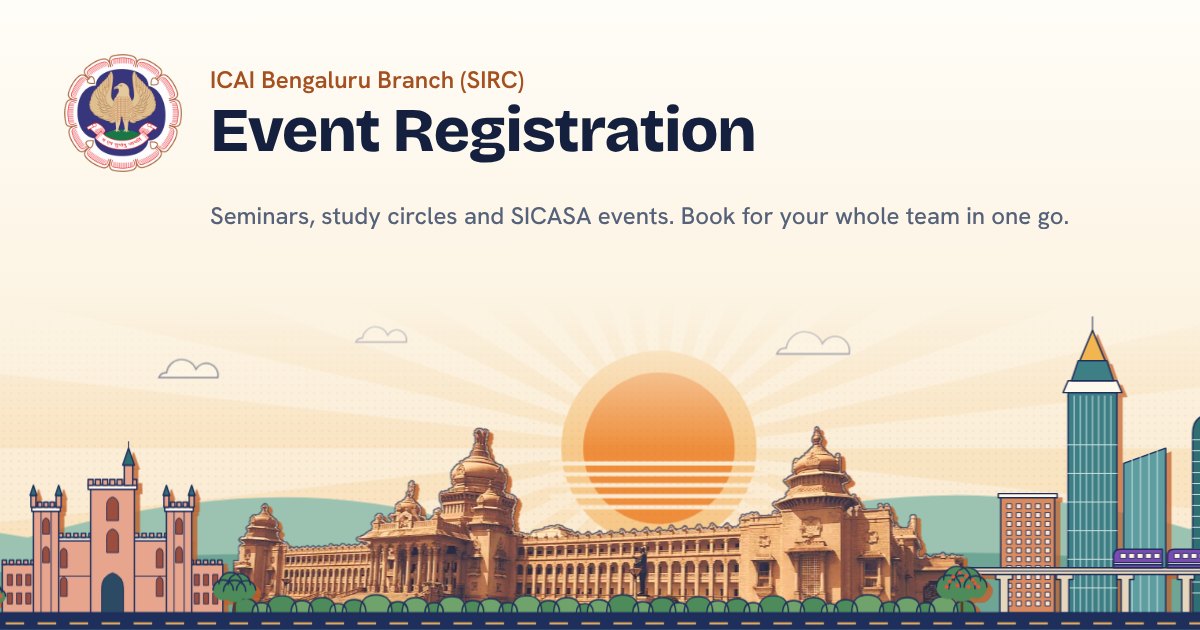 ICAI Bengaluru Branch (SIRC)
Event Registration
Seminars, study circles and SICASA events. Book for your whole team in one go.